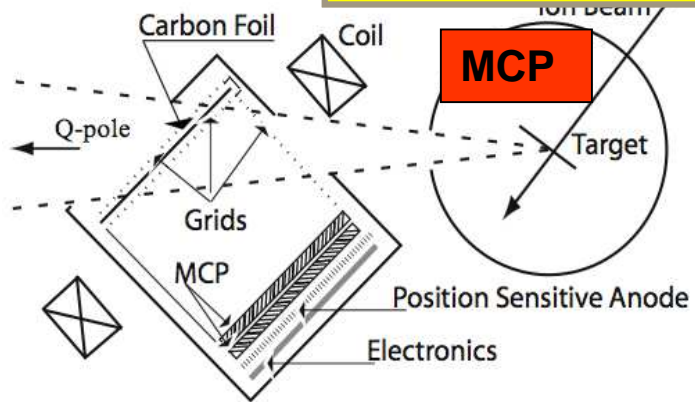 Ion Beam
Carbon Foil
Coil
MCP
Q-pole
Target
Grids
MCP
Position Sensitive Anode
Electronics